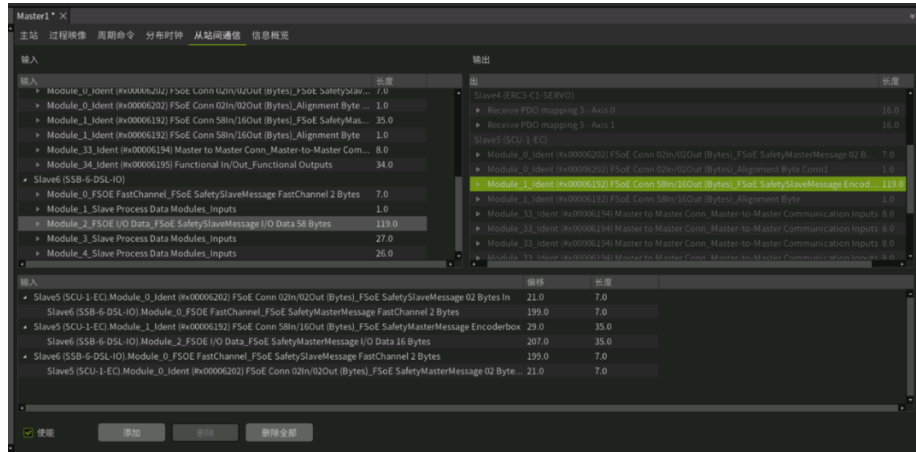 Master1*
主站 过程映像 周期命令 分布时钟 从站间通信 信息概览
输入 输出
输入 长度
Module_0_Ident (#x00006202) FSoE Conn 02In/02Out (Bytes)_FSoE SafetySlav... 7.0
Module_0_Ident (#x00006202) FSoE Conn 02In/02Out (Bytes)_Alignment Byte ... 1.0
Module_1_Ident (#x00006192) FSoE Conn 58In/16Out (Bytes)_FSoE SafetyMas... 35.0
Module_1_Ident (#x00006192) FSoE Conn 58In/16Out (Bytes)_Alignment Byte 1.0
Module_33_Ident (#x00006194) Master to Master Conn_Master-to-Master Com... 8.0
Module_34_Ident (#x00006195) Functional In/Out_Functional Outputs 34.0
Slave6 (SSB-6-DSL-IO)
Module_0_FSOE FastChannel_FSoE SafetySlaveMessage FastChannel 2 Bytes 7.0
Module_1_Slave Process Data Modules_Inputs 1.0
Module_2_FSOE I/O Data_FSoE SafetySlaveMessage I/O Data 58 Bytes 119.0
Module_3_Slave Process Data Modules_Inputs 27.0
Module_4_Slave Process Data Modules_Inputs 26.0
出 长度
Slave4 (ERC3-C1-SERVO)
Receive PDO mapping 3 - Axis 0 16.0
Receive PDO mapping 3 - Axis 1 16.0
Slave5 (SCU-1-EC)
Module_0_Ident (#x00006202) FSoE Conn 02In/02Out (Bytes)_FSoE SafetyMasterMessage 02 B... 7.0
Module_0_Ident (#x00006202) FSoE Conn 02In/02Out (Bytes)_Alignment Byte Conn1 1.0
Module_1_Ident (#x00006192) FSoE Conn 58In/16Out (Bytes)_FSoE SafetySlaveMessage Encod... 119.0
Module_1_Ident (#x00006192) FSoE Conn 58In/16Out (Bytes)_Alignment Byte 1.0
Module_33_Ident (#x00006194) Master to Master Conn_Master-to-Master Communication Inputs 8.0
Module_33_Ident (#x00006194) Master to Master Conn_Master-to-Master Communication Inputs 8.0
Module_33_Ident (#x00006194) Master to Master Conn_Master-to-Master Communication Inputs 8.0
输入 偏移 长度
Slave5 (SCU-1-EC).Module_0_Ident (#x00006202) FSoE Conn 02In/02Out (Bytes)_FSoE SafetySlaveMessage 02 Bytes In 21.0 7.0
Slave6 (SSB-6-DSL-IO).Module_0_FSOE FastChannel_FSoE SafetyMasterMessage FastChannel 2 Bytes 199.0 7.0
Slave5 (SCU-1-EC).Module_1_Ident (#x00006192) FSoE Conn 58In/16Out (Bytes)_FSoE SafetyMasterMessage Encoderbox 29.0 35.0
Slave6 (SSB-6-DSL-IO).Module_2_FSOE I/O Data_FSoE SafetyMasterMessage I/O Data 16 Bytes 207.0 35.0
Slave6 (SSB-6-DSL-IO).Module_0_FSOE FastChannel_FSoE SafetySlaveMessage FastChannel 2 Bytes 199.0 7.0
Slave5 (SCU-1-EC).Module_0_Ident (#x00006202) FSoE Conn 02In/02Out (Bytes)_FSoE SafetyMasterMessage 02 Byte... 21.0 7.0
使能 添加 删除 删除全部